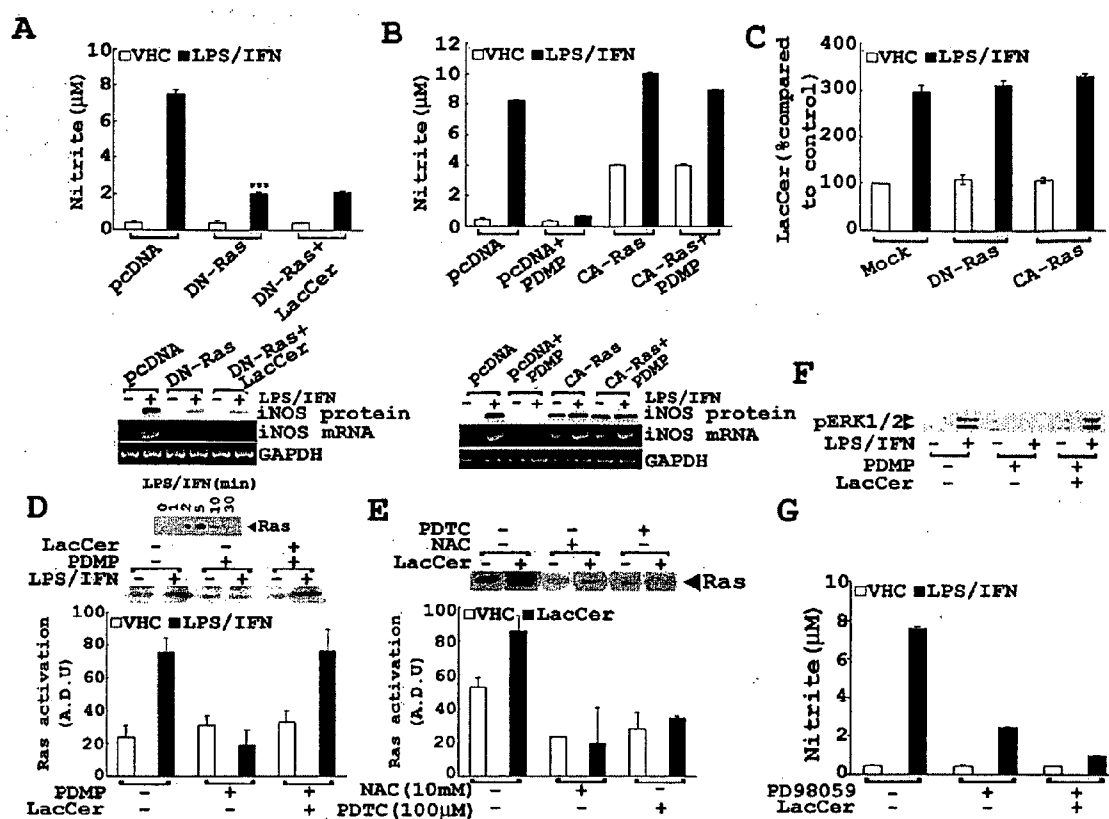 A
VHC LPS/IFN
Nitrite (µM)
10
8
6
4
2
0
pcDNA
DN-Ras
DN-Ras+
LacCer
***
pcDNA
DN-Ras
DN-Ras+
LacCer
- + - + - +
LPS/IFN
iNOS protein
iNOS mRNA
GAPDH
B
VHC LPS/IFN
Nitrite (µM)
12
10
8
6
4
2
0
pcDNA
pcDNA+
PDMP
CA-Ras
CA-Ras+
PDMP
pcDNA
pcDNA+
PDMP
CA-Ras
CA-Ras+
PDMP
- + - + - + - +
LPS/IFN
iNOS protein
iNOS mRNA
GAPDH
C
VHC LPS/IFN
LacCer (%compared
to control)
400
300
200
100
0
Mock
DN-Ras
CA-Ras
D
LPS/IFN(min)
0 1 2 5 10 30
Ras
LacCer - - +
PDMP - + +
LPS/IFN - + - + - +
VHC LPS/IFN
Ras activation
(A.D.U)
100
80
60
40
20
0
PDMP - + +
LacCer - - +
E
PDTC - - +
NAC - + -
LacCer - + - + - +
Ras
VHC LacCer
Ras activation
(A.D.U)
100
80
60
40
20
0
NAC (10mM) - + -
PDTC (100µM) - - +
F
pERK1/2
LPS/IFN - + - + - +
PDMP - + +
LacCer - - +
G
VHC LPS/IFN
Nitrite (µM)
10
8
6
4
2
0
PD98059 - + +
LacCer - - +